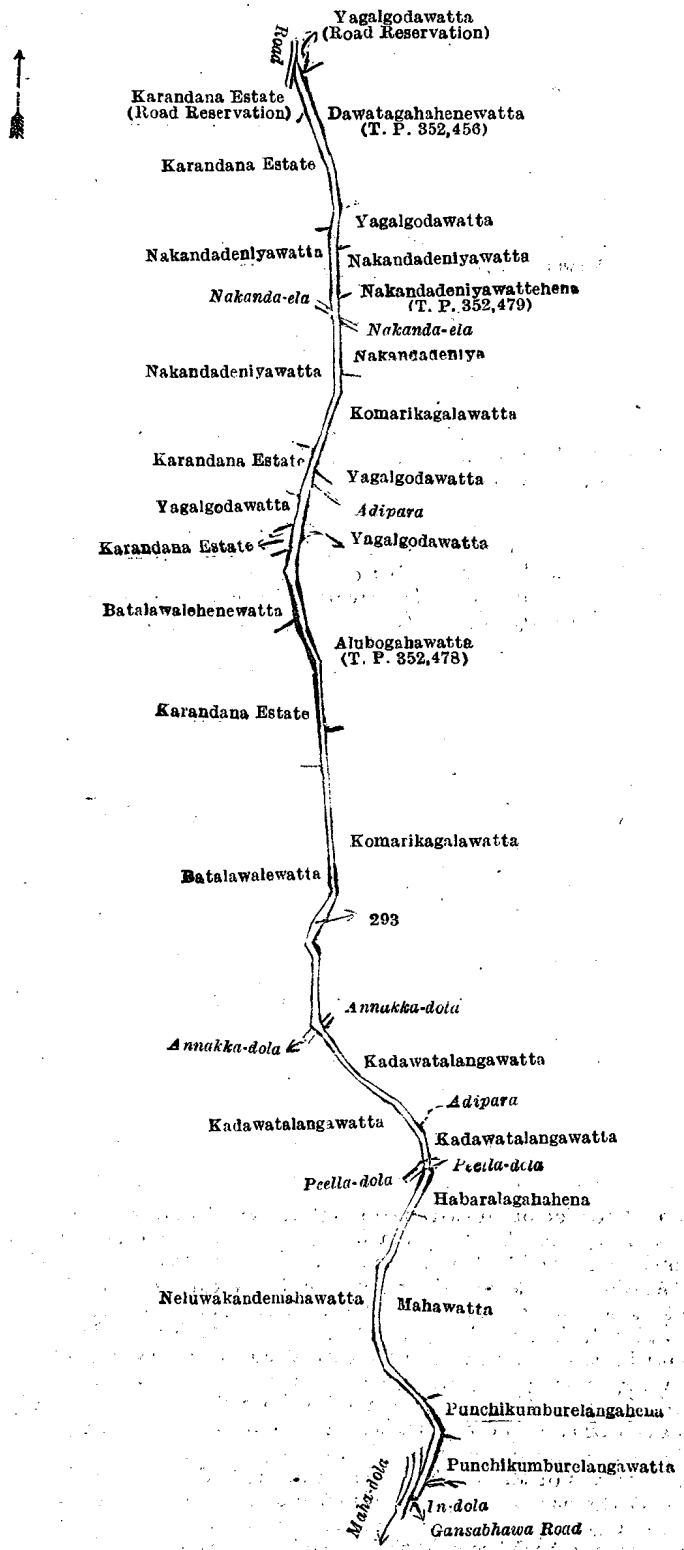 Yagalgodawatta
(Road Reservation)
Road
Karandana Estate
(Road Reservation)
Dawatagahahenewatta
(T. P. 352,456)
Karandana Estate
Yagalgodawatta
Nakandadeniyawatta
Nakandadeniyawatta
Nakanda-ela
Nakandadeniyawattehena
(T. P. 352,479)
Nakanda-ela
Nakandadeniya
Nakandadeniyawatta
Komarikagalawatta
Karandana Estate
Yagalgodawatta
Yagalgodawatta
Adipara
Karandana Estate
Yagalgodawatta
Batalawalehenewatta
Alubogahawatta
(T. P. 352,478)
Karandana Estate
Komarikagalawatta
Batalawalewatta
293
Annakka-dola
Annakka-dola
Kadawatalangawatta
Adipara
Kadawatalangawatta
Kadawatalangawatta
Peella-dola
Peella-dola
Habaralagahahena
Neluwakandemahawatta
Mahawatta
Punchikumburelangahena
Punchikumburelangawatta
Maha-dola
In-dola
Gansabhawa Road